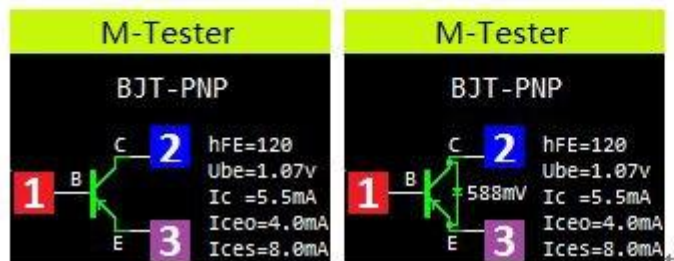 M-Tester
BJT-PNP
C
2
hFE=120
Ube=1.07v
1
B
Ic =5.5mA
Iceo=4.0mA
E
3
Ices=8.0mA
M-Tester
BJT-PNP
C
2
hFE=120
Ube=1.07v
1
B
588mV
Ic =5.5mA
Iceo=4.0mA
E
3
Ices=8.0mA